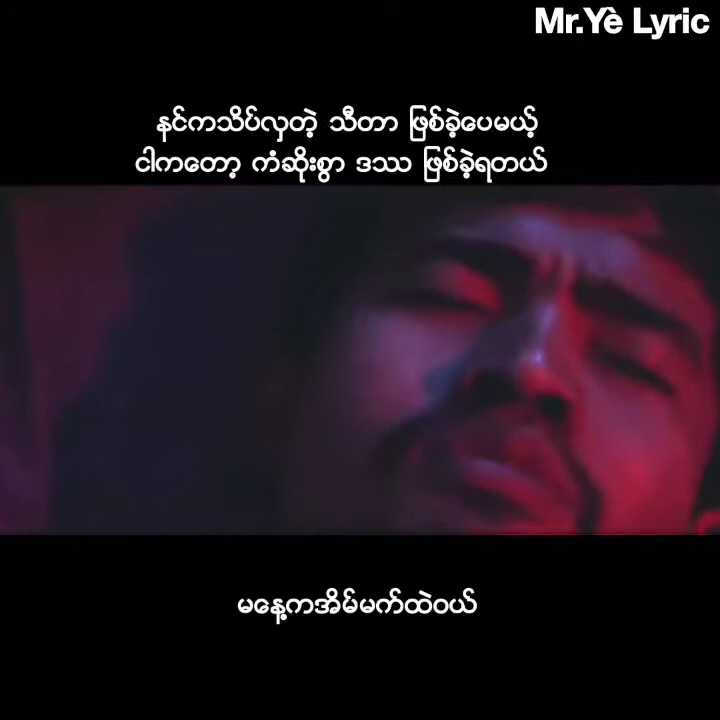 Mr.Yè Lyric
နင်ကသိပ်လှတဲ့ သီတာ ဖြစ်ခဲ့ပေမယ့်
ငါကတော့ ကံဆိုးစွာ ဒဿ ဖြစ်ခဲ့ရတယ်
မနေ့ကအိမ်မက်ထဲဝယ်